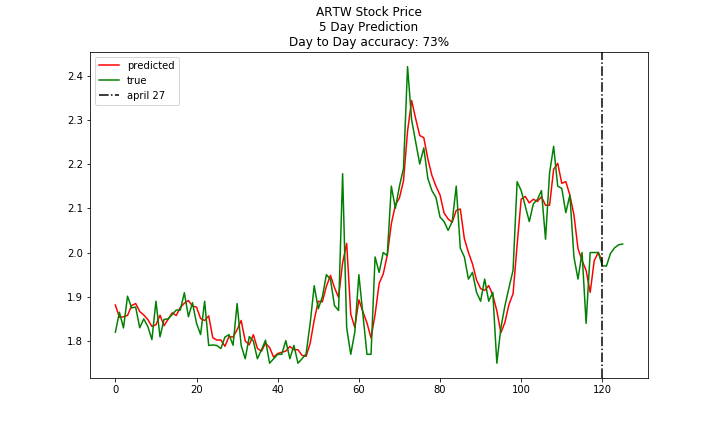 ARTW Stock Price
5 Day Prediction
Day to Day accuracy: 73%
predicted
true
april 27
2.4
2.3
2.2
2.1
2.0
1.9
1.8
0 20 40 60 80 100 120